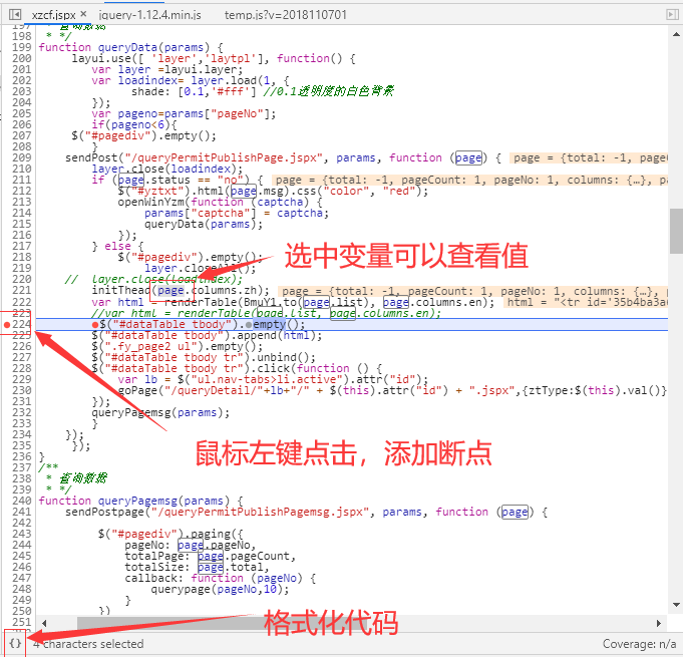 xzcf.jspx × jquery-1.12.4.min.js temp.js?v=2018110701
197 * 查询数据
198 * */
199 function queryData(params) {
200 layui.use([ 'layer','laytpl'], function() {
201 var layer =layui.layer;
202 var loadindex= layer.load(1, {
203 shade: [0.1,'#fff'] //0.1透明度的白色背景
204 });
205 var pageno=params["pageNo"];
206 if(pageno<6){
207 $("#pagediv").empty();
208 }
209 sendPost("/queryPermitPublishPage.jspx", params, function (page) { page = {total: -1, page
210 layer.close(loadindex);
211 if (page.status == "no") { page = {total: -1, pageCount: 1, pageNo: 1, columns: {…}, pa
212 $("#yztxt").html(page.msg).css("color", "red");
213 openWinYzm(function (captcha) {
214 params["captcha"] = captcha;
215 queryData(params);
216 });
217 } else {
218 $("#pagediv").empty();
219 layer.closeAll();
选中变量可以查看值
220 // layer.close(loadindex);
221 initThead(page.columns.zh); page = {total: -1, pageCount: 1, pageNo: 1, columns: {…}, p
222 var html = renderTable(BmuY1.to(page.list), page.columns.en); html = "<tr id='35b4ba3a
223 //var html = renderTable(page.list, page.columns.en);
224 $("#dataTable tbody").empty();
225 $("#dataTable tbody").append(html);
226 $(".fy_page2 ul").empty();
227 $("#dataTable tbody tr").unbind();
228 $("#dataTable tbody tr").click(function () {
229 var lb = $("ul.nav-tabs>li.active").attr("id");
230 goPage("/queryDetail/"+lb+"/" + $(this).attr("id") + ".jspx",{ztType:$(this).val()}
231 });
232 queryPagemsg(params);
233 }
234 });
235 });
鼠标左键点击，添加断点
236 }
237 /**
238 * 查询数据
239 * */
240 function queryPagemsg(params) {
241 sendPostpage("/queryPermitPublishPagemsg.jspx", params, function (page) {
242
243 $("#pagediv").paging({
244 pageNo: page.pageNo,
245 totalPage: page.pageCount,
246 totalSize: page.total,
247 callback: function (pageNo) {
248 querypage(pageNo,10);
249 }
250 })
251
格式化代码
{} 4 characters selected Coverage: n/a